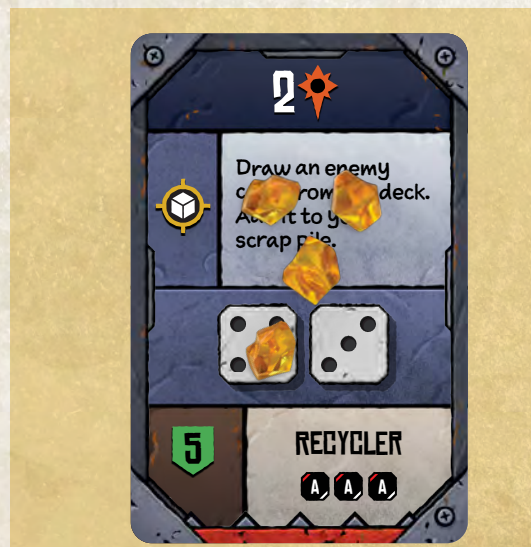 2
Draw an enemy
deck.
it to
scrap pile.
5
RECYCLER
A A A